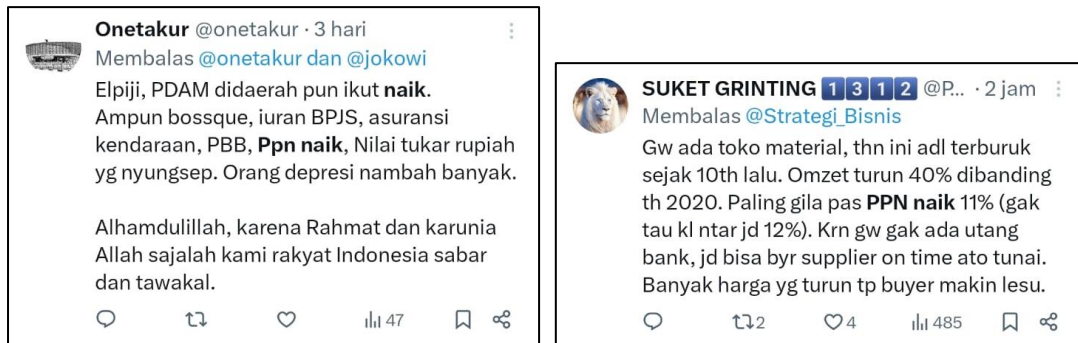 Onetakur @onetakur · 3 hari
Membalas @onetakur dan @jokowi
Elpiji, PDAM didaerah pun ikut naik.
Ampun bossque, iuran BPJS, asuransi
kendaraan, PBB, Ppn naik, Nilai tukar rupiah
yg nyungsep. Orang depresi nambah banyak.
Alhamdulillah, karena Rahmat dan karunia
Allah sajalah kami rakyat Indonesia sabar
dan tawakal.
47
SUKET GRINTING 1 3 1 2 @P... · 2 jam
Membalas @Strategi_Bisnis
Gw ada toko material, thn ini adl terburuk
sejak 10th lalu. Omzet turun 40% dibanding
th 2020. Paling gila pas PPN naik 11% (gak
tau kl ntar jd 12%). Krn gw gak ada utang
bank, jd bisa byr supplier on time ato tunai.
Banyak harga yg turun tp buyer makin lesu.
2 4 485